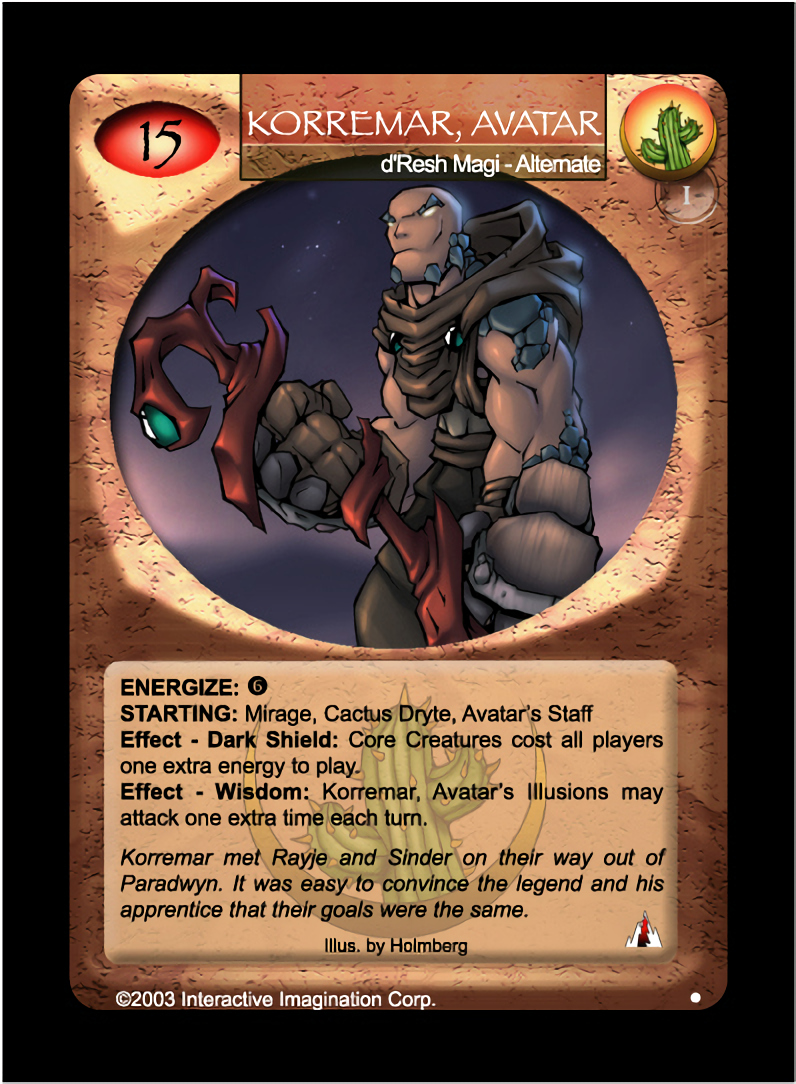 15
KORREMAR, AVATAR
d'Resh Magi - Alternate
I
ENERGIZE: ❻
STARTING: Mirage, Cactus Dryte, Avatar's Staff
Effect - Dark Shield: Core Creatures cost all players
one extra energy to play.
Effect - Wisdom: Korremar, Avatar's Illusions may
attack one extra time each turn.
Korremar met Rayje and Sinder on their way out of
Paradwyn. It was easy to convince the legend and his
apprentice that their goals were the same.
Illus. by Holmberg
©2003 Interactive Imagination Corp.